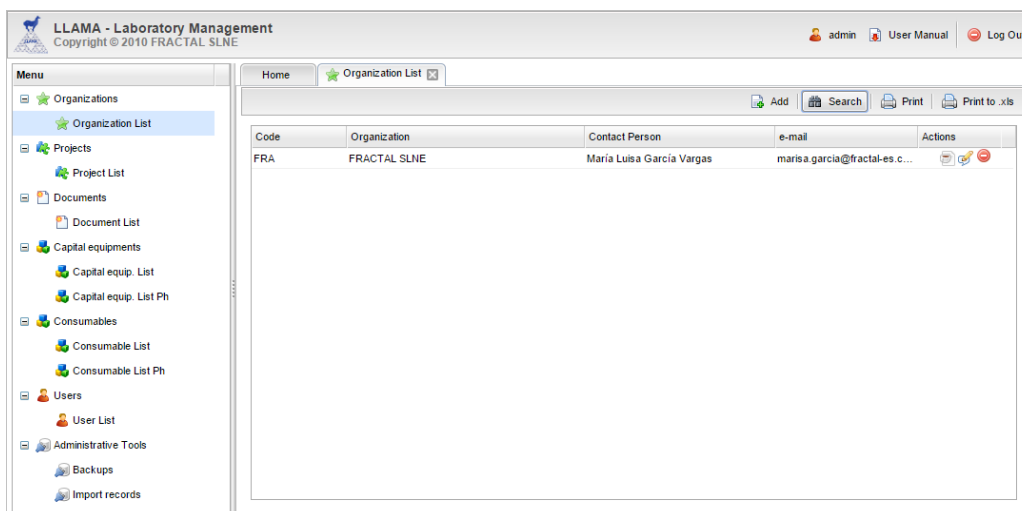 LLAMA - Laboratory Management
Copyright © 2010 FRACTAL SLNE
admin User Manual Log Ou
Menu
Home Organization List
Organizations
Add Search Print Print to .xls
Organization List
Code Organization Contact Person e-mail Actions
Projects
FRA FRACTAL SLNE María Luisa García Vargas marisa.garcia@fractal-es.c...
Project List
Documents
Document List
Capital equipments
Capital equip. List
Capital equip. List Ph
Consumables
Consumable List
Consumable List Ph
Users
User List
Administrative Tools
Backups
Import records